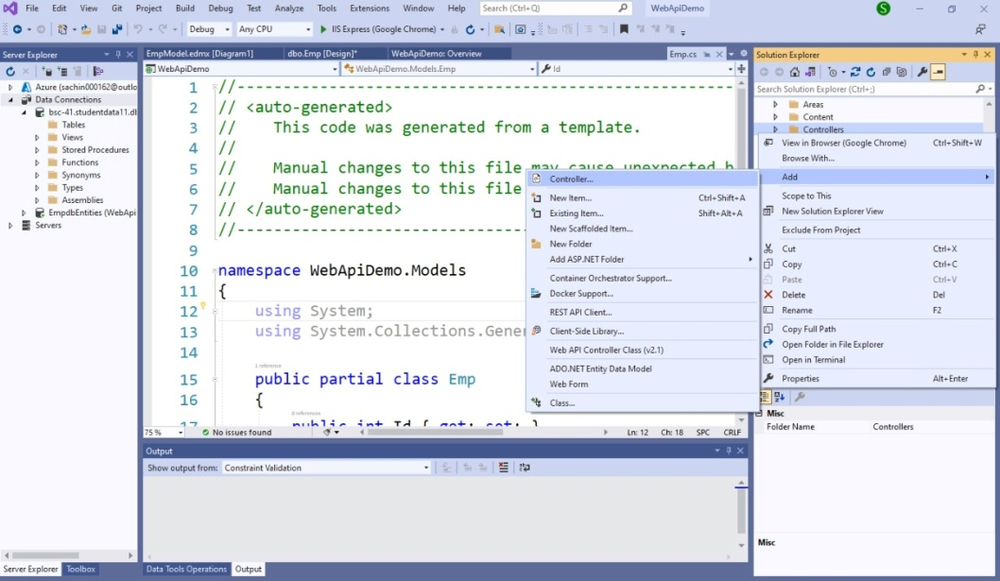 File Edit View Git Project Build Debug Test Analyze Tools Extensions Window Help Search (Ctrl+Q) WebApiDemo S
Debug Any CPU IIS Express (Google Chrome)
Server Explorer
Azure (sachin000162@outlo
Data Connections
bsc-41.studentdata11.dl
Tables
Views
Stored Procedures
Functions
Synonyms
Types
Assemblies
EmpdbEntities (WebApi
Servers
Server Explorer Toolbox
EmpModel.edmx [Diagram1] dbo.Emp [Design]* WebApiDemo: Overview Emp.cs
WebApiDemo WebApiDemo.Models.Emp Id
1 //----------------------------------------------------------
2 // <auto-generated>
3 // This code was generated from a template.
4 //
5 // Manual changes to this file may cause unexpected b
6 // Manual changes to this file
7 // </auto-generated>
8 //-----------------------------------
9
10 namespace WebApiDemo.Models
11 {
12 using System;
13 using System.Collections.Gene
14
1 reference
15 public partial class Emp
16 {
0 references
17 public int Id { get; set; }
75 % No issues found Ln: 12 Ch: 18 SPC CRLF
Output
Show output from: Constraint Validation
Data Tools Operations Output
Controller...
New Item... Ctrl+Shift+A
Existing Item... Shift+Alt+A
New Scaffolded Item...
New Folder
Add ASP.NET Folder
Container Orchestrator Support...
Docker Support...
REST API Client...
Client-Side Library...
Web API Controller Class (v2.1)
ADO.NET Entity Data Model
Web Form
Class...
Solution Explorer
Search Solution Explorer (Ctrl+;)
Areas
Content
Controllers
View in Browser (Google Chrome) Ctrl+Shift+W
Browse With...
Add
Scope to This
New Solution Explorer View
Exclude From Project
Cut Ctrl+X
Copy Ctrl+C
Paste Ctrl+V
Delete Del
Rename F2
Copy Full Path
Open Folder in File Explorer
Open in Terminal
Properties Alt+Enter
Misc
Folder Name Controllers
Misc